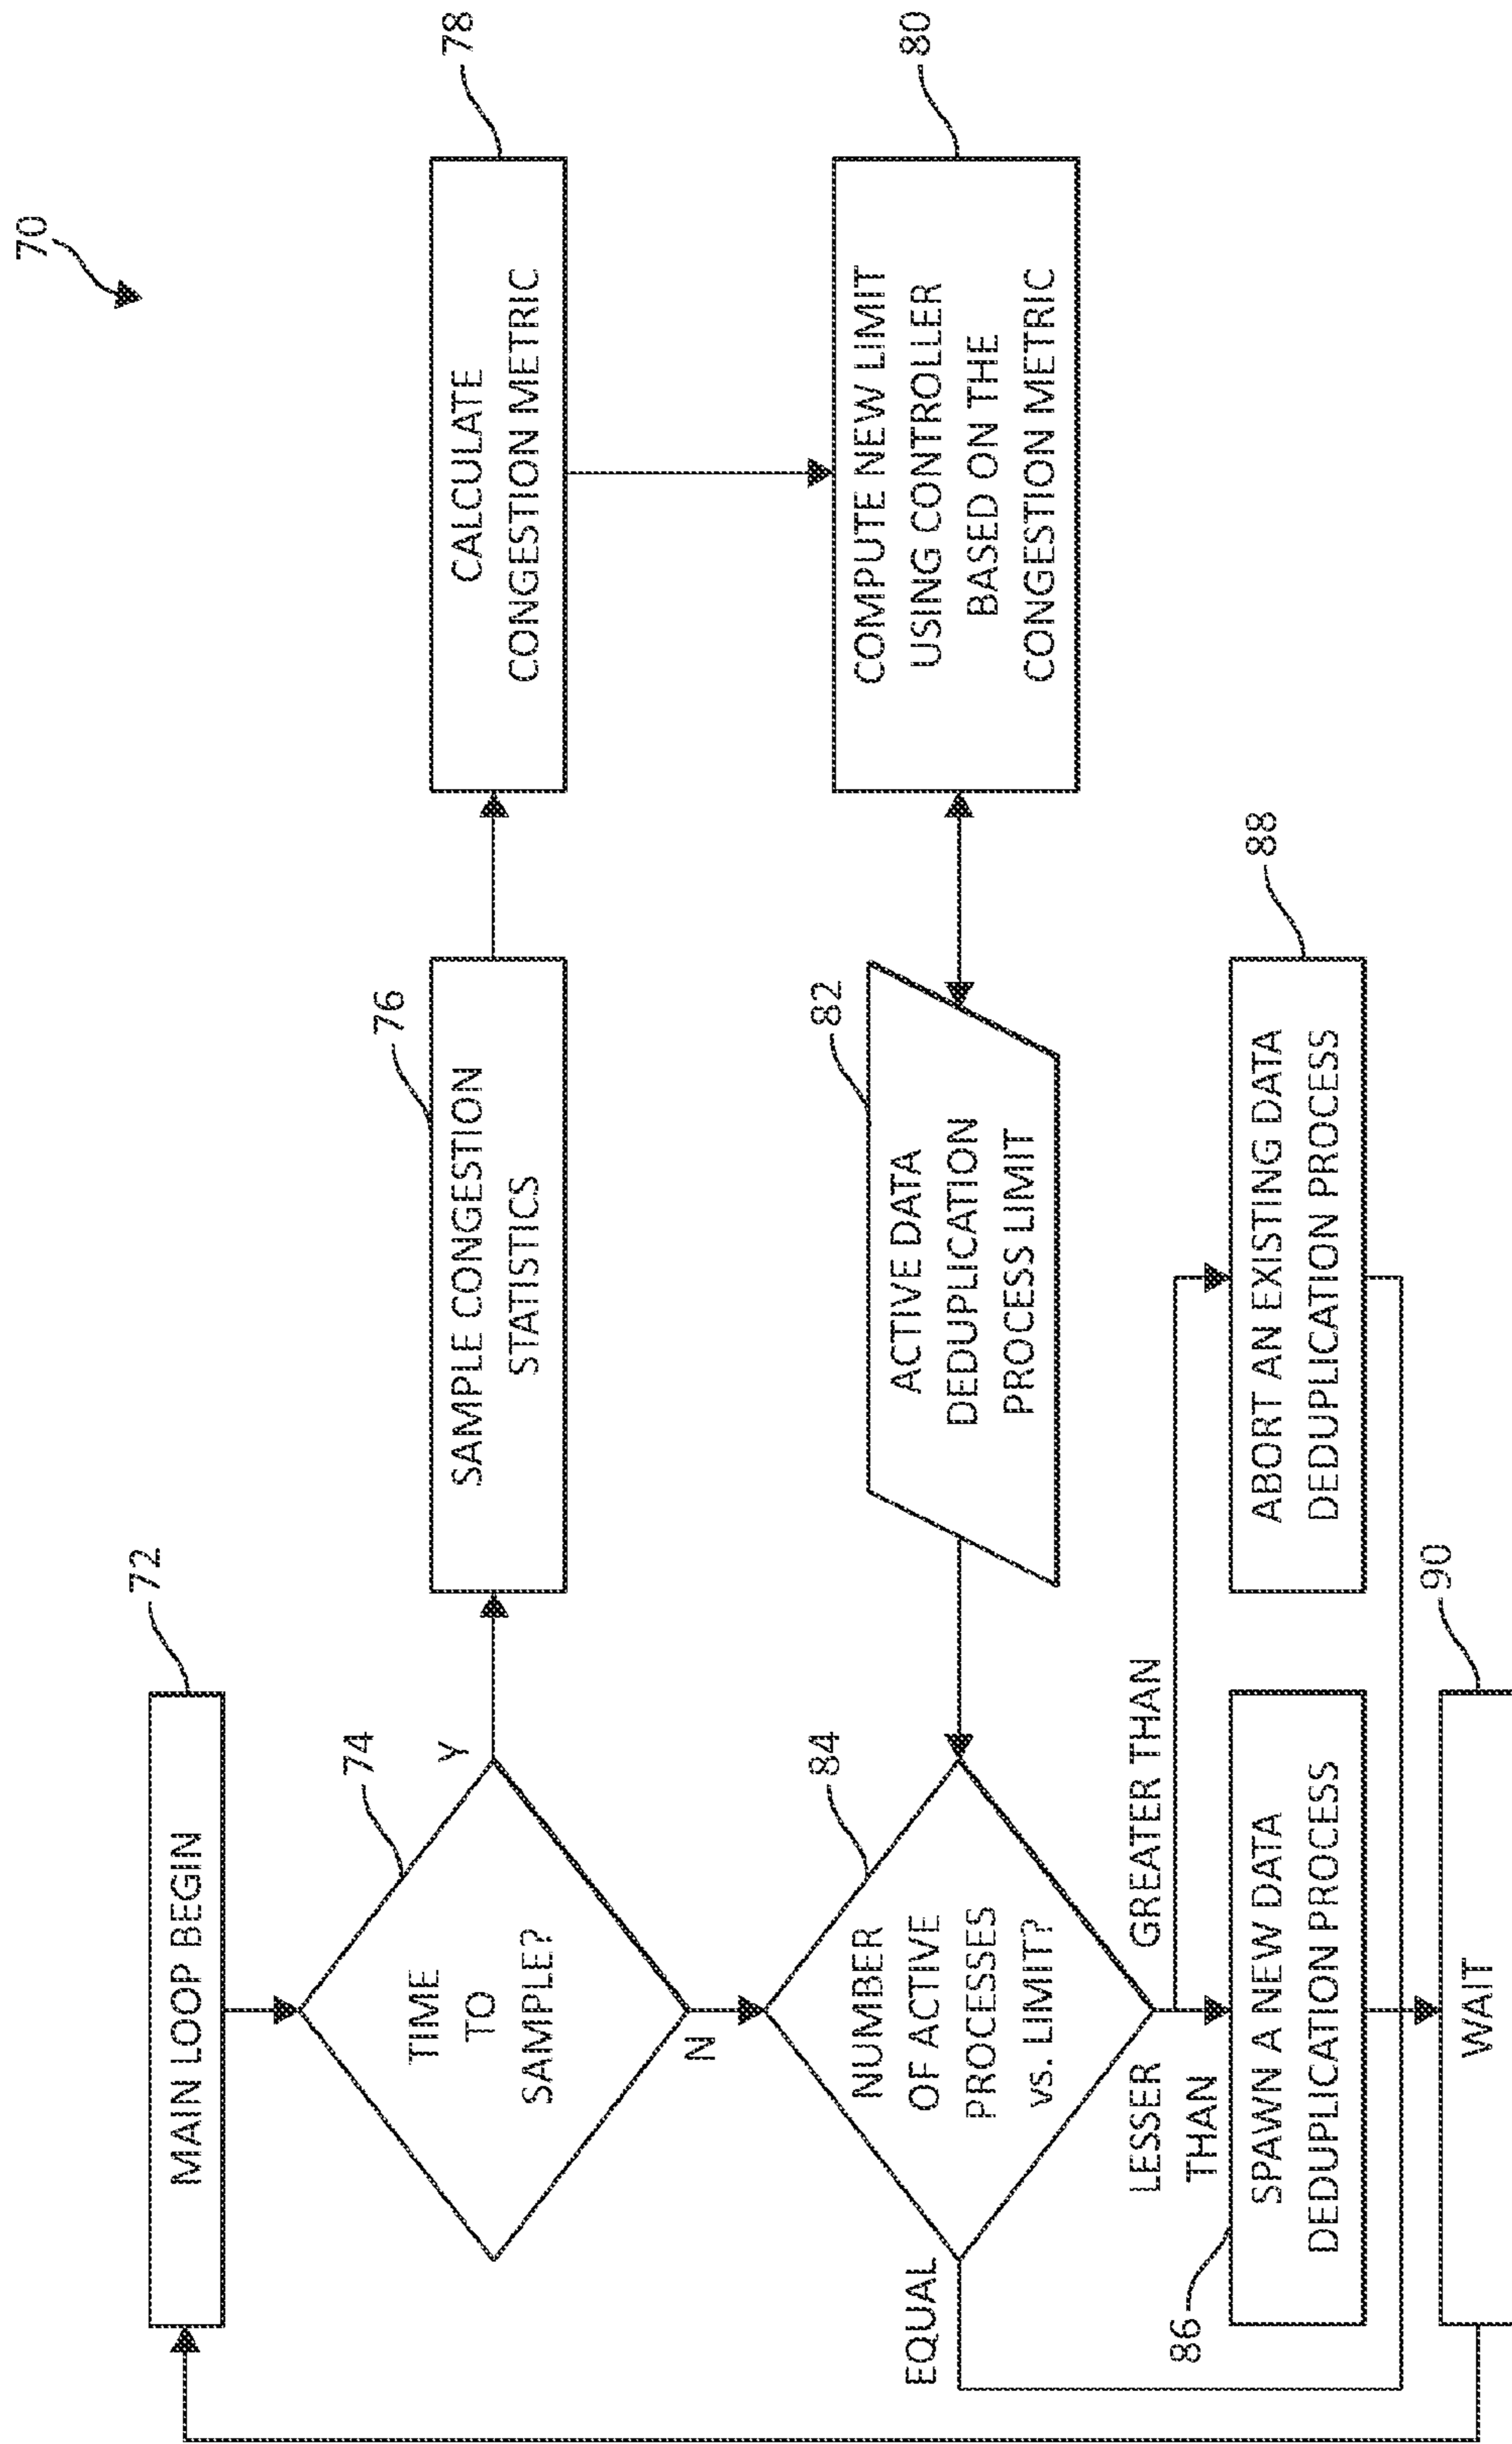 70
72
MAIN LOOP BEGIN
74
TIME
TO
SAMPLE?
Y
N
76
SAMPLE CONGESTION
STATISTICS
78
CALCULATE
CONGESTION METRIC
80
COMPUTE NEW LIMIT
USING CONTROLLER
BASED ON THE
CONGESTION METRIC
82
ACTIVE DATA
DEDUPLICATION
PROCESS LIMIT
84
NUMBER
OF ACTIVE
PROCESSES
vs. LIMIT?
EQUAL
LESSER
THAN
GREATER THAN
86
SPAWN A NEW DATA
DEDUPLICATION PROCESS
88
ABORT AN EXISTING DATA
DEDUPLICATION PROCESS
90
WAIT